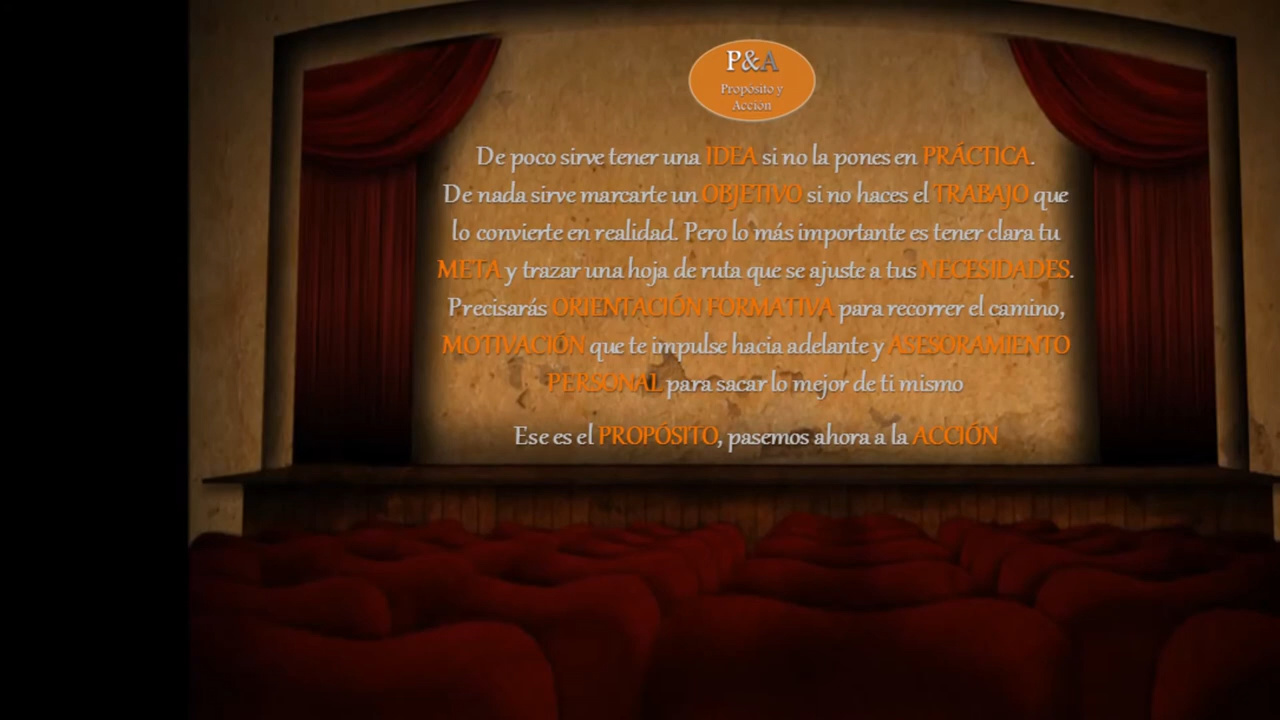 P&A
Propósito y
Acción
De poco sirve tener una IDEA si no la pones en PRÁCTICA.
De nada sirve marcarte un OBJETIVO si no haces el TRABAJO que
lo convierte en realidad. Pero lo más importante es tener clara tu
META y trazar una hoja de ruta que se ajuste a tus NECESIDADES.
Precisarás ORIENTACIÓN FORMATIVA para recorrer el camino,
MOTIVACIÓN que te impulse hacia adelante y ASESORAMIENTO
PERSONAL para sacar lo mejor de ti mismo
Ese es el PROPÓSITO, pasemos ahora a la ACCIÓN